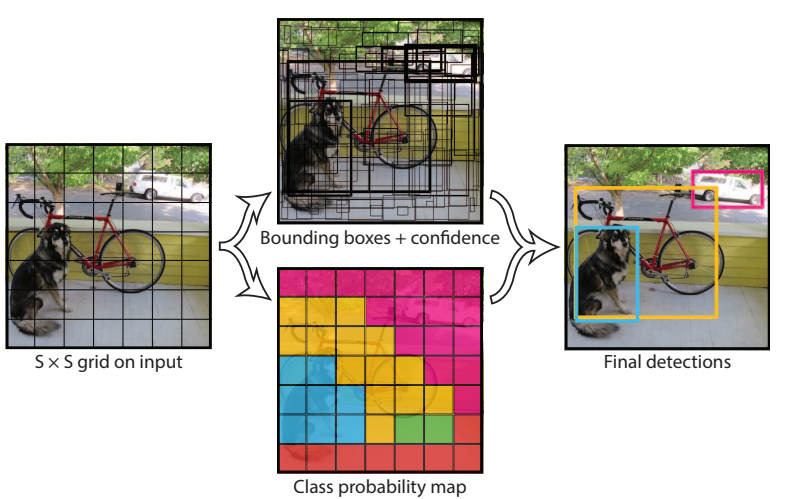 Bounding boxes + confidence
S × S grid on input
Final detections
Class probability map